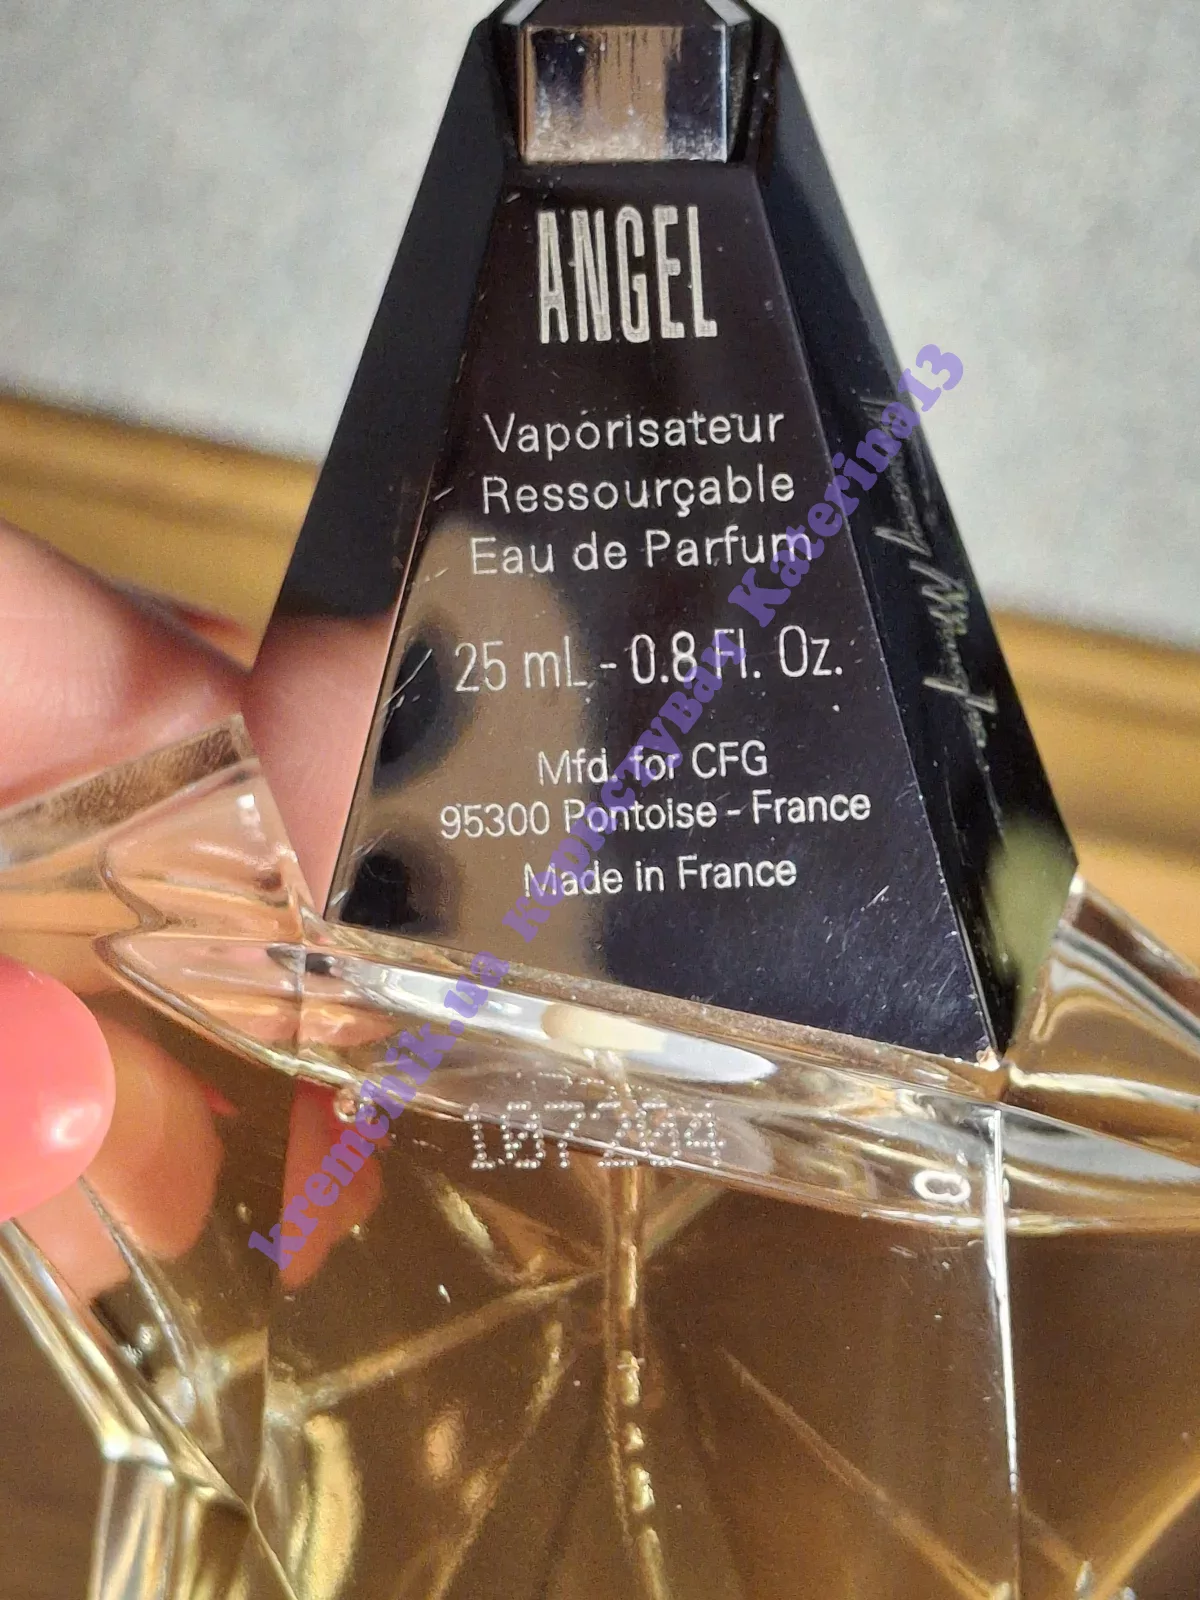 ANGEL
Vaporisateur
Ressourçable
Eau de Parfum
25 mL - 0.8 Fl. Oz.
Mfd. for CFG
95300 Pontoise - France
Made in France
kremchik.ua користувач Katerina13